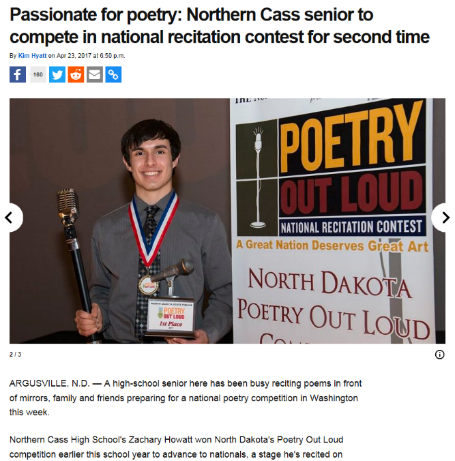 Passionate for poetry: Northern Cass senior to
compete in national recitation contest for second time
By Kim Hyatt on Apr 23, 2017 at 6:50 p.m.
160
POETRY
OUT LOUD
NATIONAL RECITATION CONTEST
A Great Nation Deserves Great Art
NORTH DAKOTA
POETRY OUT LOUD
POETRY
OUT LOUD
1st Place
2 / 3
ARGUSVILLE, N.D. — A high-school senior here has been busy reciting poems in front
of mirrors, family and friends preparing for a national poetry competition in Washington
this week.
Northern Cass High School's Zachary Howatt won North Dakota's Poetry Out Loud
competition earlier this school year to advance to nationals, a stage he's recited on